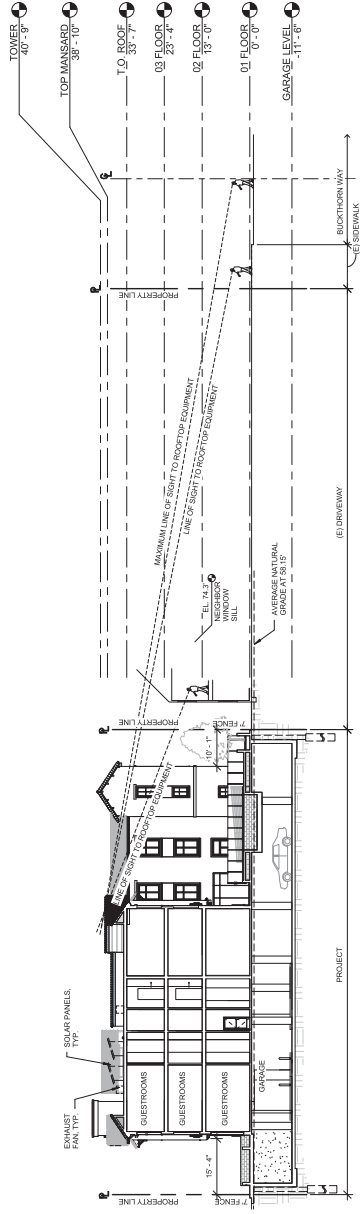 TOWER
40' - 9"
TOP MANSARD
38' - 10"
T.O. ROOF
33' - 7"
03 FLOOR
23' - 4"
02 FLOOR
13' - 0"
01 FLOOR
0' - 0"
GARAGE LEVEL
-11' - 6"
EXHAUST
FAN, TYP.
SOLAR PANELS,
TYP.
GUESTROOMS
GUESTROOMS
GUESTROOMS
GARAGE
15' - 4"
7' FENCE
LINE OF SIGHT TO ROOFTOP EQUIPMENT
10' - 1"
7' FENCE
PROPERTY LINE
EL. 74.3'
NEIGHBOR
WINDOW
SILL
AVERAGE NATURAL
GRADE AT 58.15'
MAXIMUM LINE OF SIGHT TO ROOFTOP EQUIPMENT
LINE OF SIGHT TO ROOFTOP EQUIPMENT
PROPERTY LINE
PROJECT
(E) DRIVEWAY
(E) SIDEWALK
BUCKTHORN WAY